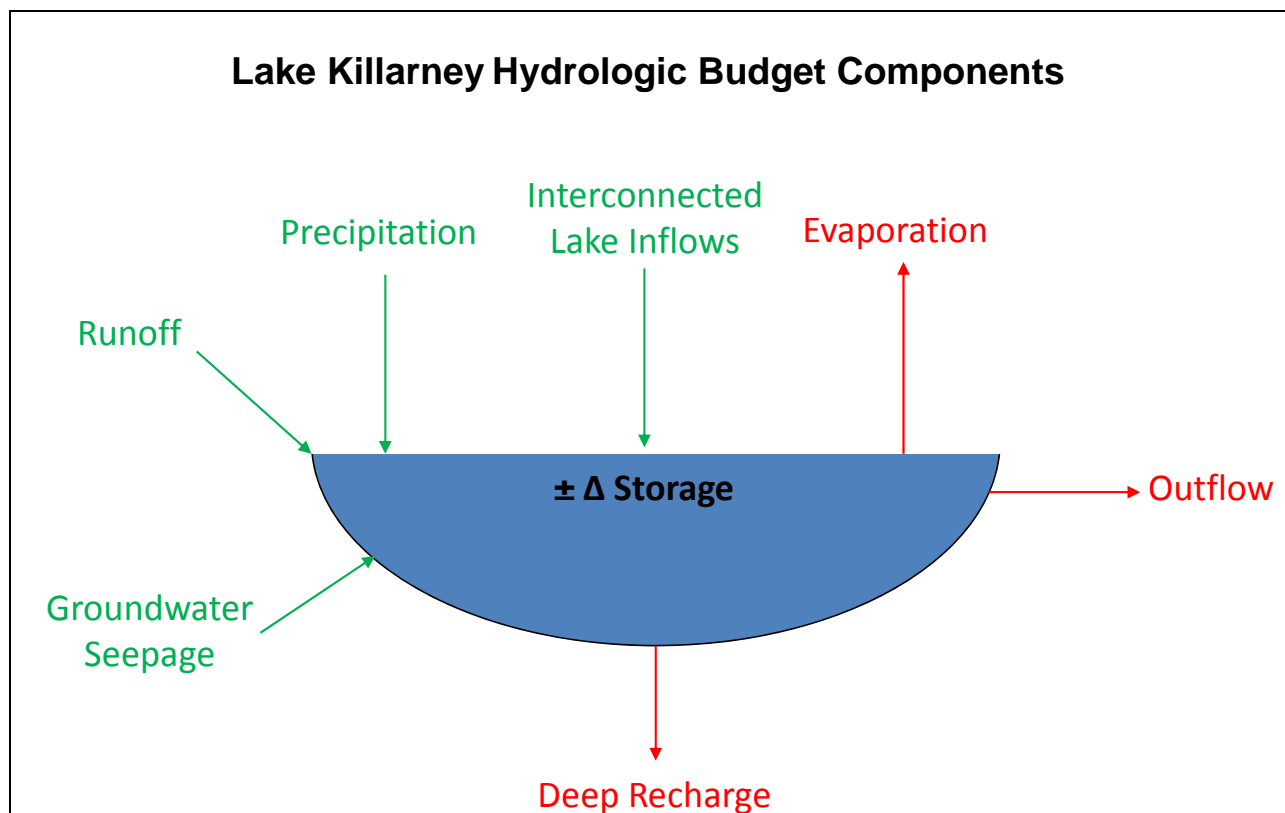 Lake Killarney Hydrologic Budget Components
Interconnected
Lake Inflows
Precipitation
Evaporation
Runoff
± Δ Storage
Outflow
Groundwater
Seepage
Deep Recharge